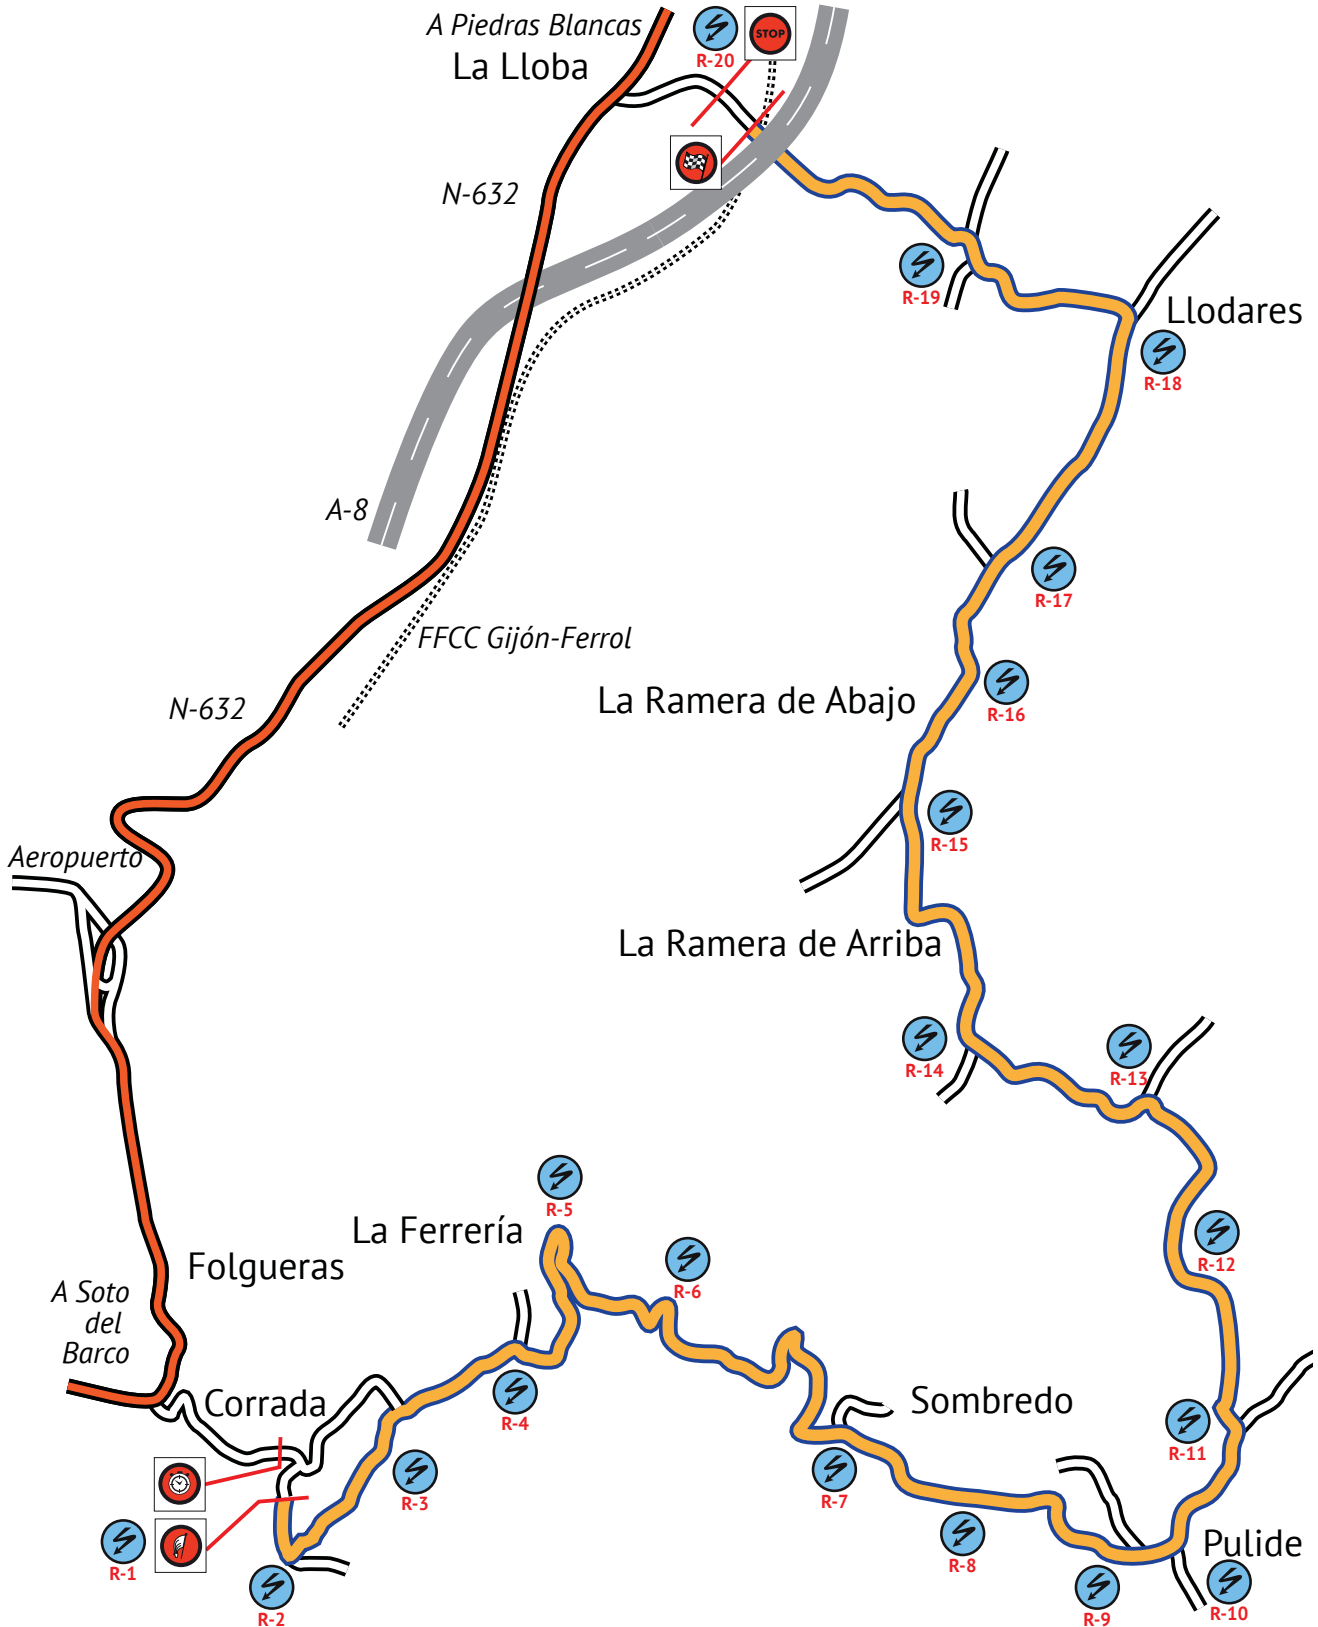 A Piedras Blancas
La Lloba
R-20
STOP
N-632
R-19
Llodares
R-18
A-8
R-17
FFCC Gijón-Ferrol
La Ramera de Abajo
R-16
N-632
R-15
Aeropuerto
La Ramera de Arriba
R-14
R-13
R-5
La Ferrería
R-12
Folgueras
R-6
A Soto
del
Barco
Corrada
R-4
Sombredo
R-11
R-3
R-7
R-1
R-8
Pulide
R-2
R-9
R-10